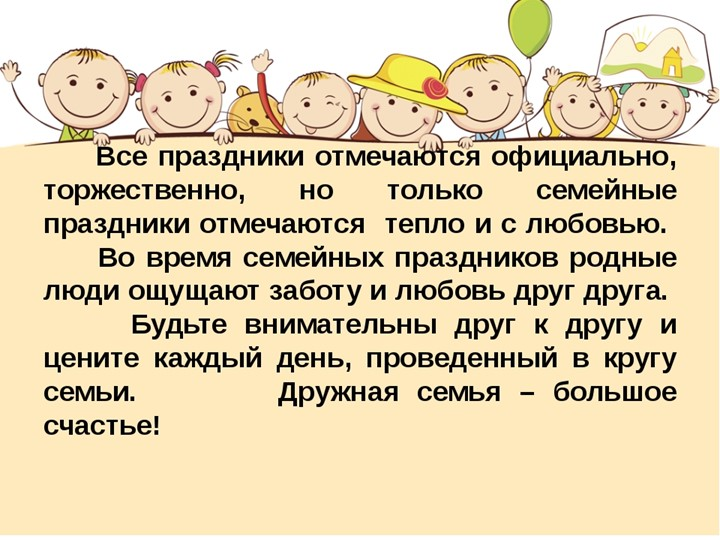 Все праздники отмечаются официально,
торжественно, но только семейные
праздники отмечаются тепло и с любовью.
Во время семейных праздников родные
люди ощущают заботу и любовь друг друга.
Будьте внимательны друг к другу и
цените каждый день, проведенный в кругу
семьи. Дружная семья – большое
счастье!